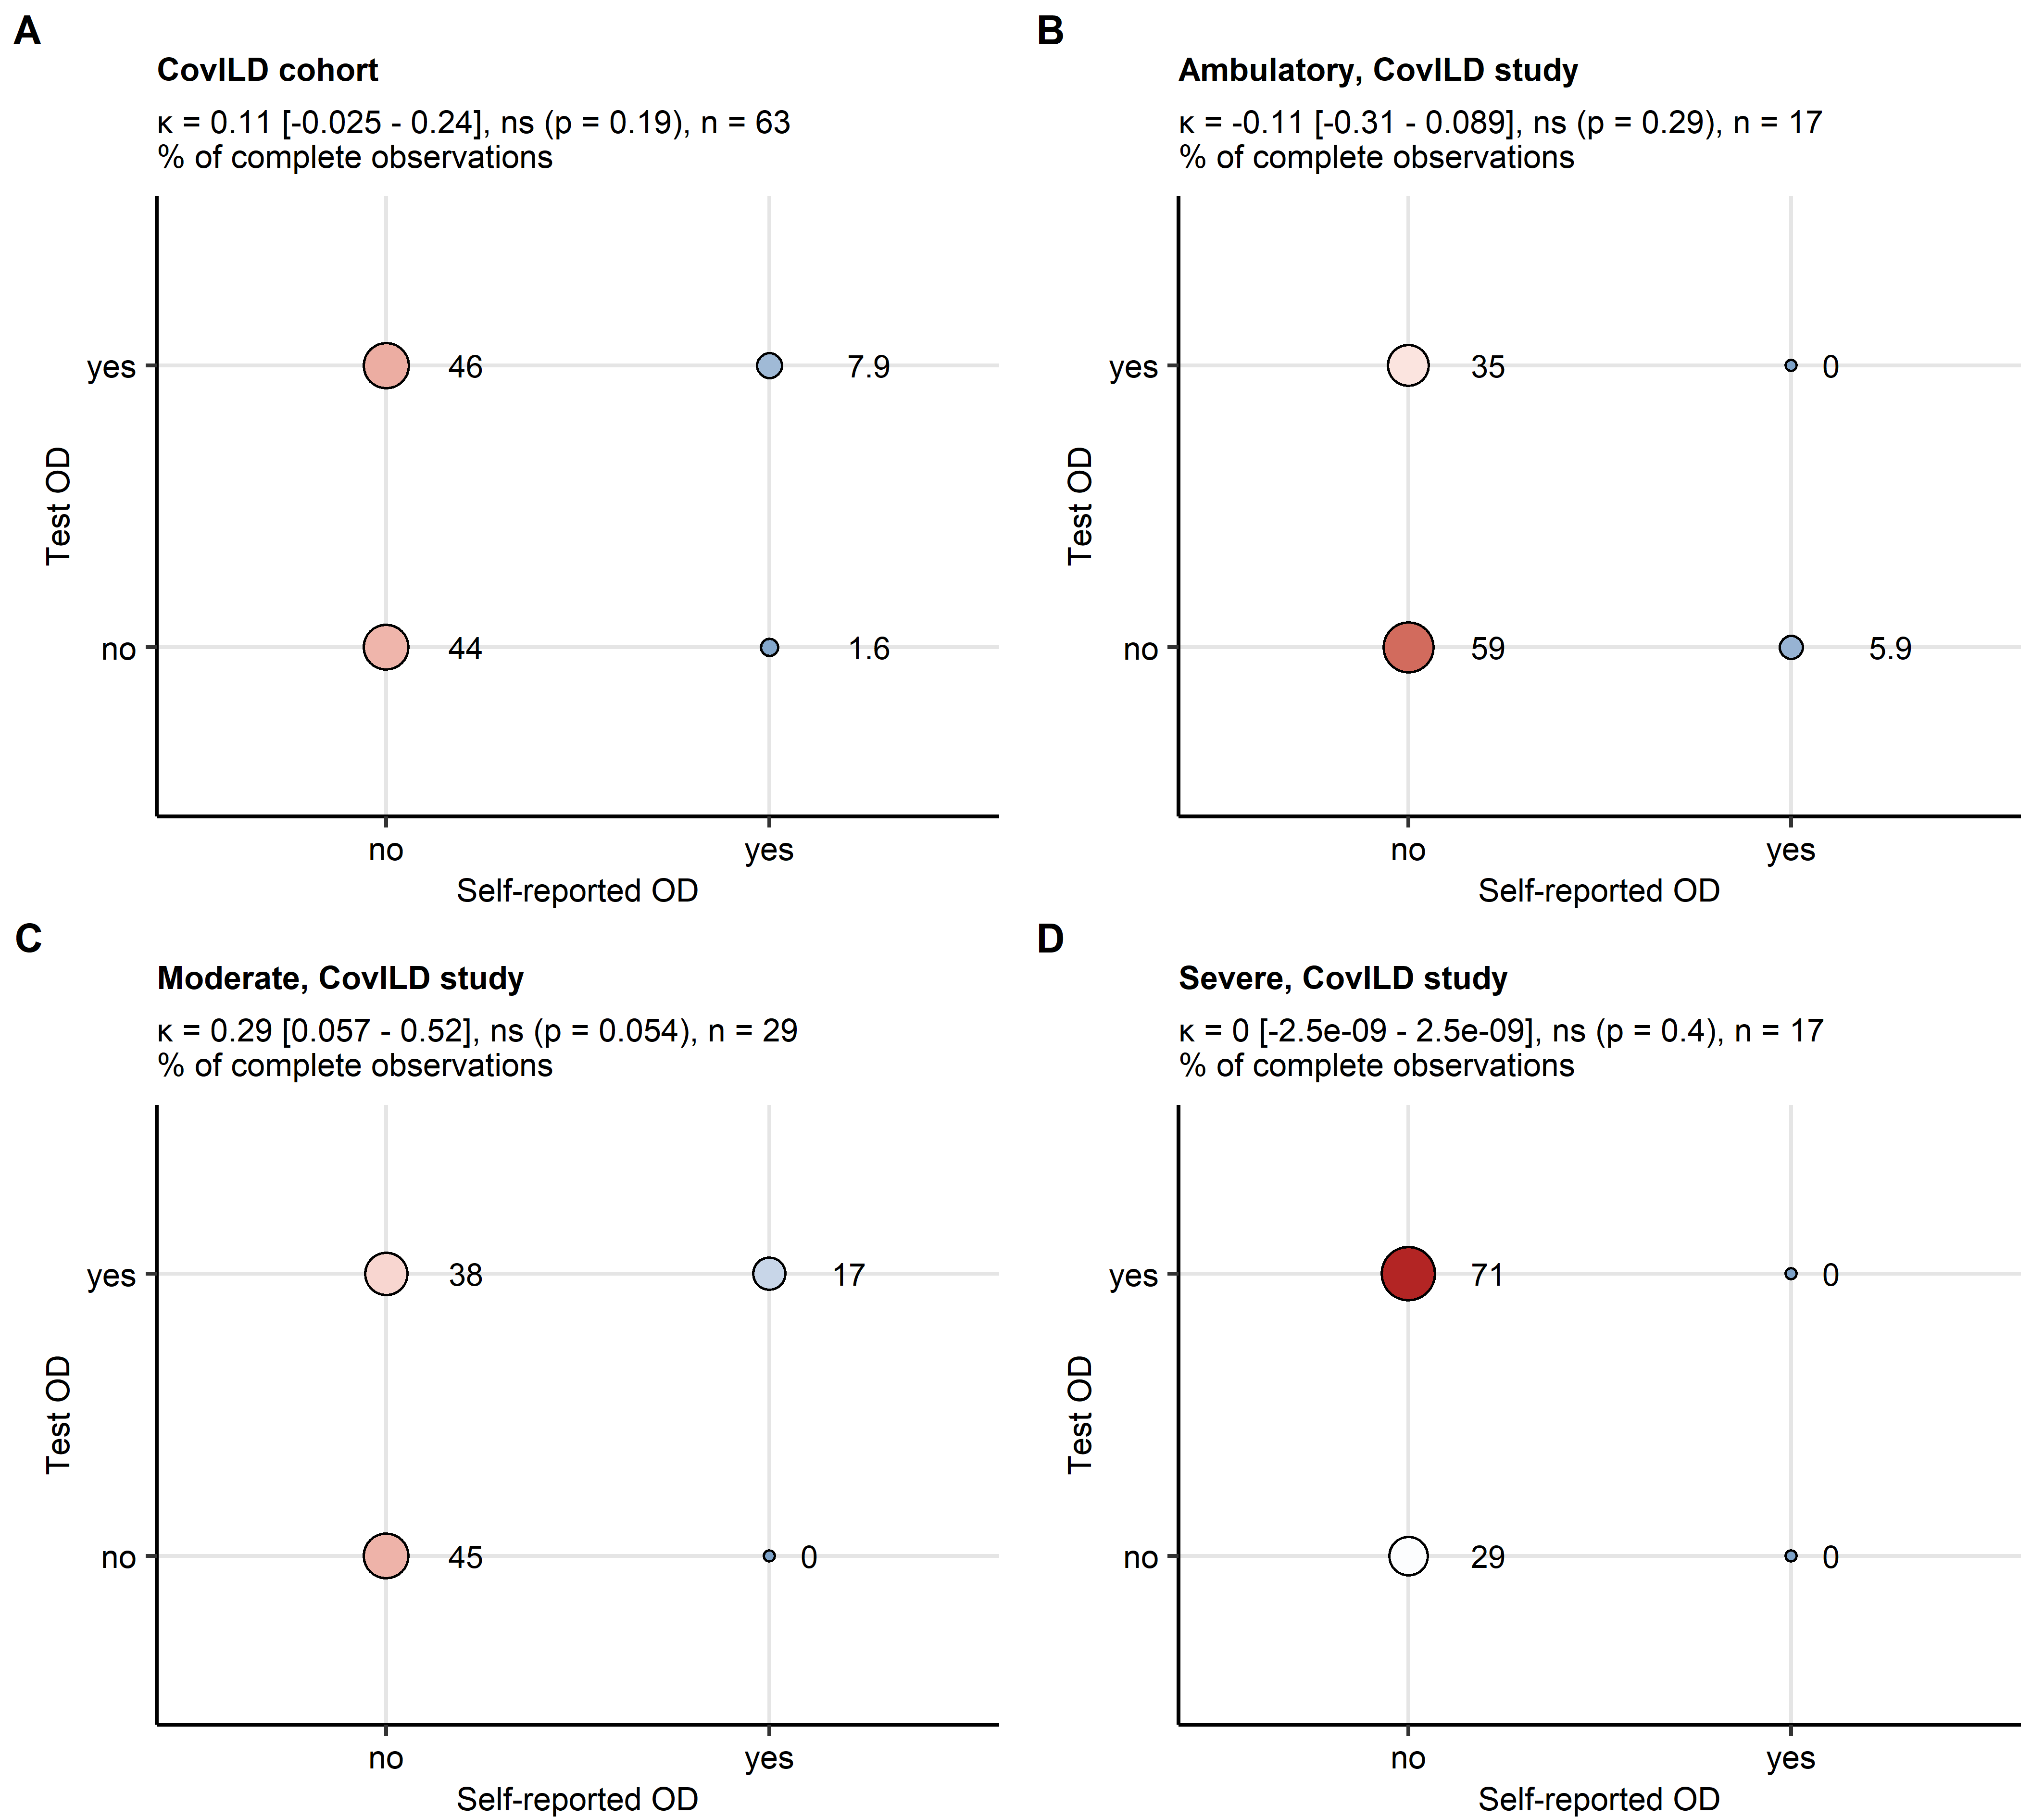 A
CovILD cohort
κ = 0.11 [-0.025 - 0.24], ns (p = 0.19), n = 63
% of complete observations
yes
46
7.9
Test OD
no
44
1.6
no
yes
Self-reported OD
B
Ambulatory, CovILD study
κ = -0.11 [-0.31 - 0.089], ns (p = 0.29), n = 17
% of complete observations
yes
35
0
Test OD
no
59
5.9
no
yes
Self-reported OD
C
Moderate, CovILD study
κ = 0.29 [0.057 - 0.52], ns (p = 0.054), n = 29
% of complete observations
yes
38
17
Test OD
no
45
0
no
yes
Self-reported OD
D
Severe, CovILD study
κ = 0 [-2.5e-09 - 2.5e-09], ns (p = 0.4), n = 17
% of complete observations
yes
71
0
Test OD
no
29
0
no
yes
Self-reported OD